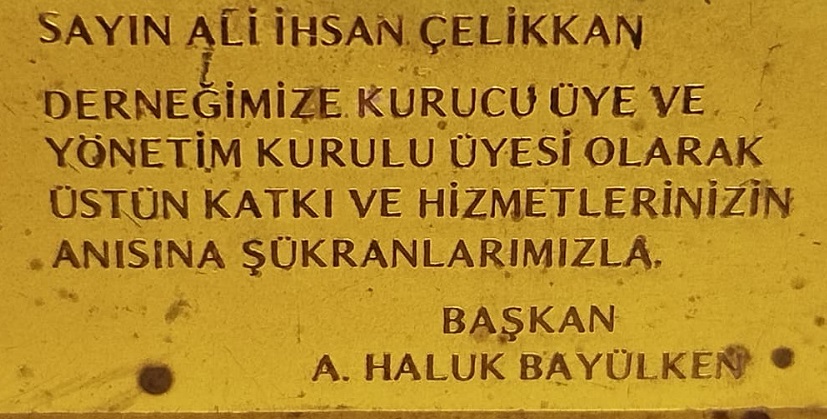 SAYIN ALİ İHSAN ÇELİKKAN
DERNEĞİMİZE KURUCU ÜYE VE
YÖNETİM KURULU ÜYESİ OLARAK
ÜSTÜN KATKI VE HİZMETLERİNİZİN
ANISINA ŞÜKRANLARIMIZLA.
BAŞKAN
A. HALUK BAYÜLKEN